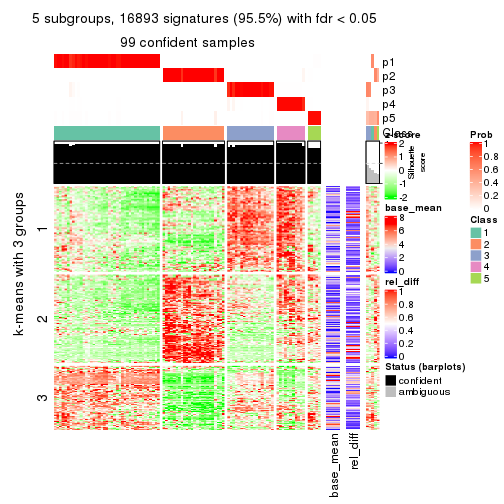 5 subgroups, 16893 signatures (95.5%) with fdr < 0.05
99 confident samples
p1
p2
p3
p4
p5
Class
z-score
2
1
0
-1
-2
Silhouette
score
Prob
1
0.8
0.6
0.4
0.2
0
base_mean
8
6
4
2
0
Class
1
2
3
4
5
rel_diff
1
0.8
0.6
0.4
0.2
0
Status (barplots)
confident
ambiguous
k-means with 3 groups
1
2
3
base_mean
rel_diff